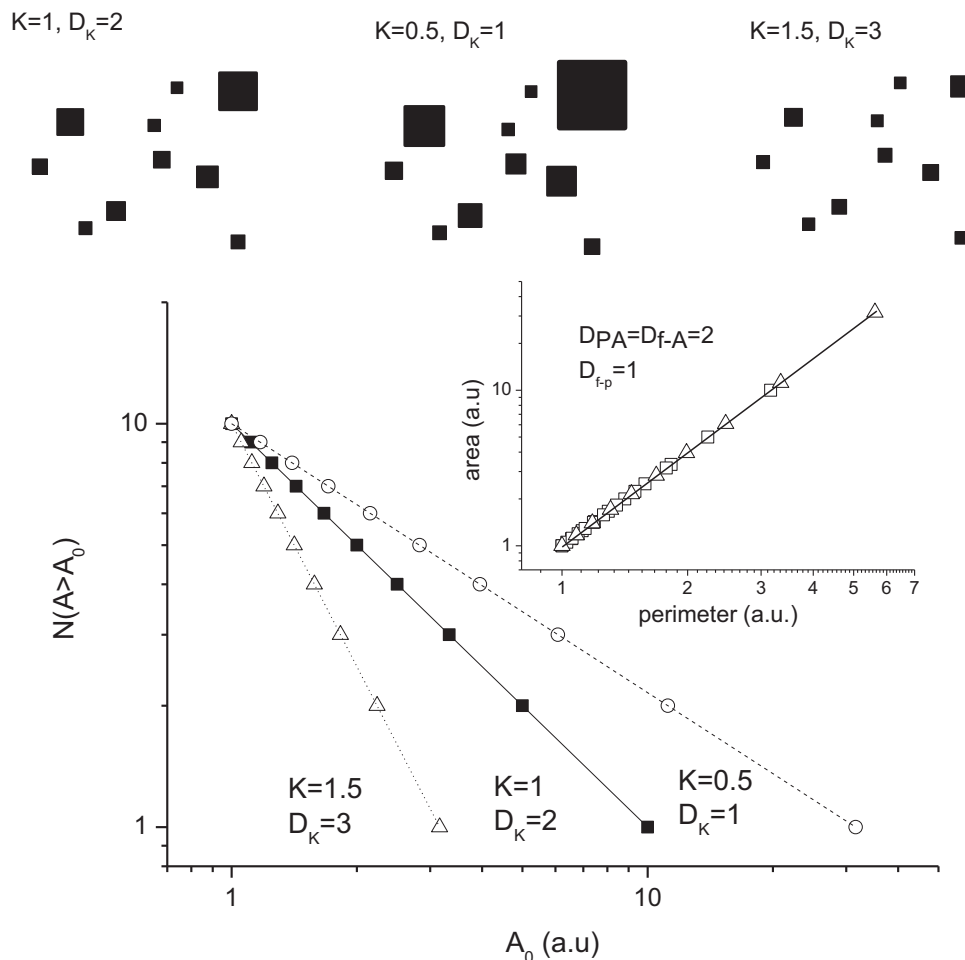 K=1, D_K=2
K=0.5, D_K=1
K=1.5, D_K=3
D_PA=D_f-A=2
D_f-p=1
10
1
area (a.u)
1 2 3 4 5 6 7
perimeter (a.u.)
10
1
N(A>A_0)
K=1.5
D_K=3
K=1
D_K=2
K=0.5
D_K=1
1 10
A_0 (a.u)